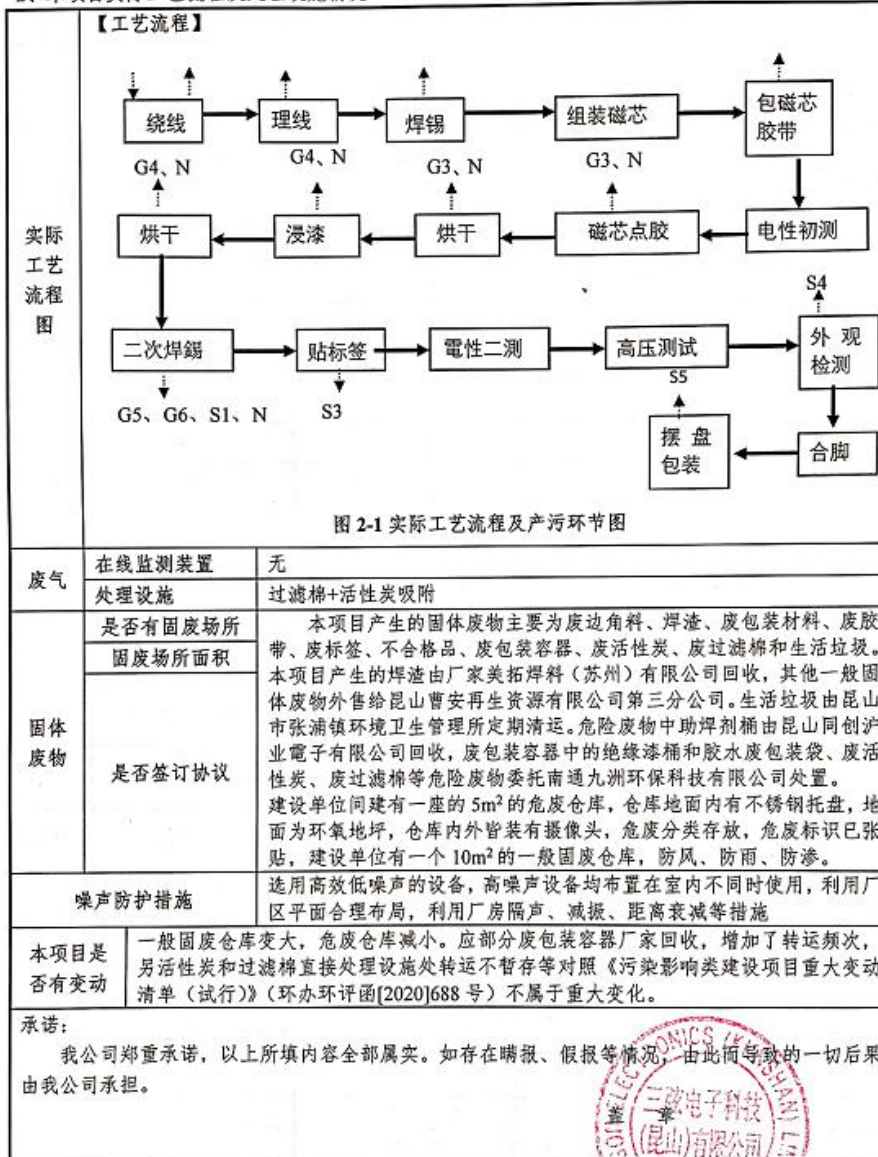 【工艺流程】
绕线
理线
焊锡
组装磁芯
包磁芯
胶带
G4、N
G4、N
G3、N
G3、N
实际
工艺
流程
图
烘干
浸漆
烘干
磁芯点胶
电性初测
S4
二次焊錫
贴标签
電性二测
高压测试
外 观
检测
G5、G6、S1、N
S3
S5
摆 盘
包装
合脚
图 2-1 实际工艺流程及产污环节图
废气
在线监测装置
无
处理设施
过滤棉+活性炭吸附
固体
废物
是否有固废场所
固废场所面积
是否签订协议
本项目产生的固体废物主要为废边角料、焊渣、废包装材料、废胶
带、废标签、不合格品、废包装容器、废活性炭、废过滤棉和生活垃圾。
本项目产生的焊渣由厂家美拓焊料（苏州）有限公司回收，其他一般固
体废物外售给昆山曹安再生资源有限公司第三分公司。生活垃圾由昆山
市张浦镇环境卫生管理所定期清运。危险废物中助焊剂桶由昆山同创沪
业電子有限公司回收，废包装容器中的绝缘漆桶和胶水废包装袋、废活
性炭、废过滤棉等危险废物委托南通九洲环保科技有限公司处置。
建设单位间建有一座的 5m²的危废仓库，仓库地面内有不锈钢托盘，地
面为环氧地坪，仓库内外皆装有摄像头，危废分类存放，危废标识已张
贴，建设单位有一个 10m²的一般固废仓库，防风、防雨、防渗。
噪声防护措施
选用高效低噪声的设备，高噪声设备均布置在室内不同时使用，利用厂
区平面合理布局，利用厂房隔声、减振、距离衰减等措施
本项目是
否有变动
一般固废仓库变大，危废仓库减小。应部分废包装容器厂家回收，增加了转运频次，
另活性炭和过滤棉直接处理设施处转运不暂存等对照《污染影响类建设项目重大变动
清单（试行）》（环办环评函[2020]688 号）不属于重大变化。
承诺：
我公司郑重承诺，以上所填内容全部属实。如存在瞒报、假报等情况，由此而导致的一切后果
由我公司承担。
盖 章
三弦电子科技
(昆山)有限公司